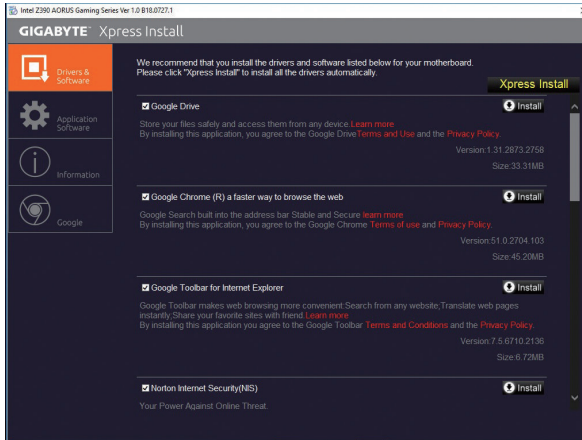 Intel Z390 AORUS Gaming Series Ver 1.0 B18.0727.1
GIGABYTE™ Xpress Install
Drivers &
Software
Application
Software
Information
Google
We recommend that you install the drivers and software listed below for your motherboard.
Please click "Xpress Install" to install all the drivers automatically.
Xpress Install
Google Drive
Install
Store your files safely and access them from any device.Learn more
By installing this application, you agree to the Google DriveTerms and Use and the Privacy Policy.
Version:1.31.2873.2758
Size:33.31MB
Google Chrome (R) a faster way to browse the web
Install
Google Search built into the address bar Stable and Secure learn more
By installing this application, you agree to the Google Chrome Terms of use and Privacy Policy.
Version:51.0.2704.103
Size:45.20MB
Google Toolbar for Internet Explorer
Install
Google Toolbar makes web browsing more convenient:Search from any website;Translate web pages
instantly;Share your favorite sites with friend.Learn more
By installing this application you agree to the Google Toolbar Terms and Conditions and the Privacy Policy.
Version:7.5.6710.2136
Size:6.72MB
Norton Internet Security(NIS)
Install
Your Power Against Online Threat.